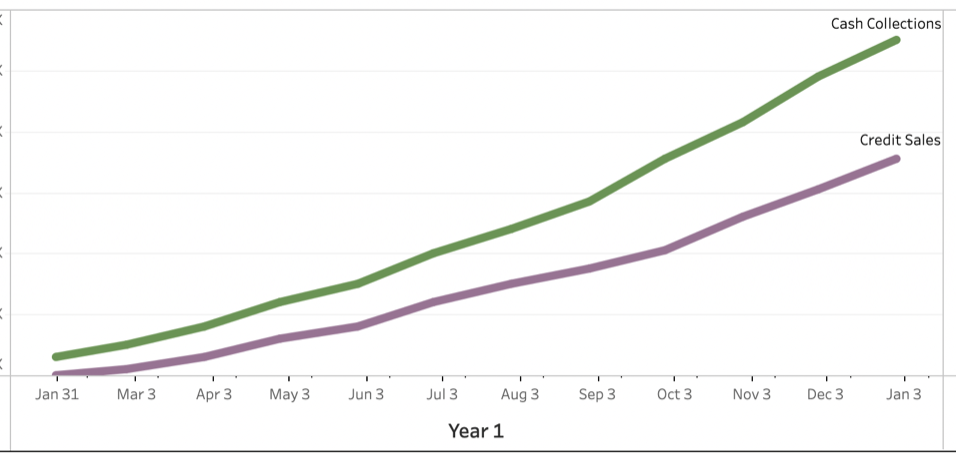 Cash Collections
Credit Sales
Jan 31 Mar 3 Apr 3 May 3 Jun 3 Jul 3 Aug 3 Sep 3 Oct 3 Nov 3 Dec 3 Jan 3
Year 1